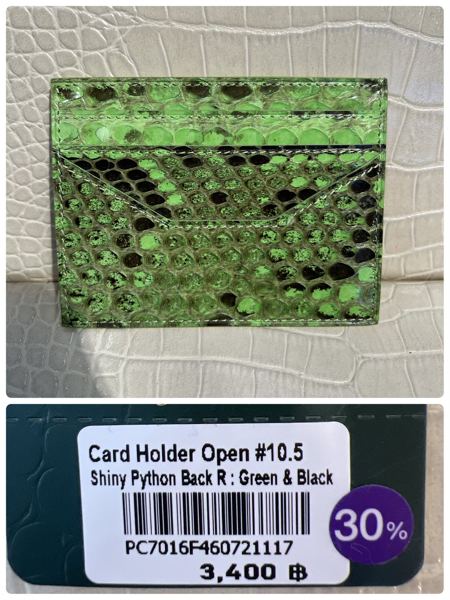 Card Holder Open #10.5
Shiny Python Back R : Green & Black
PC7016F460721117
3,400 ฿
30%